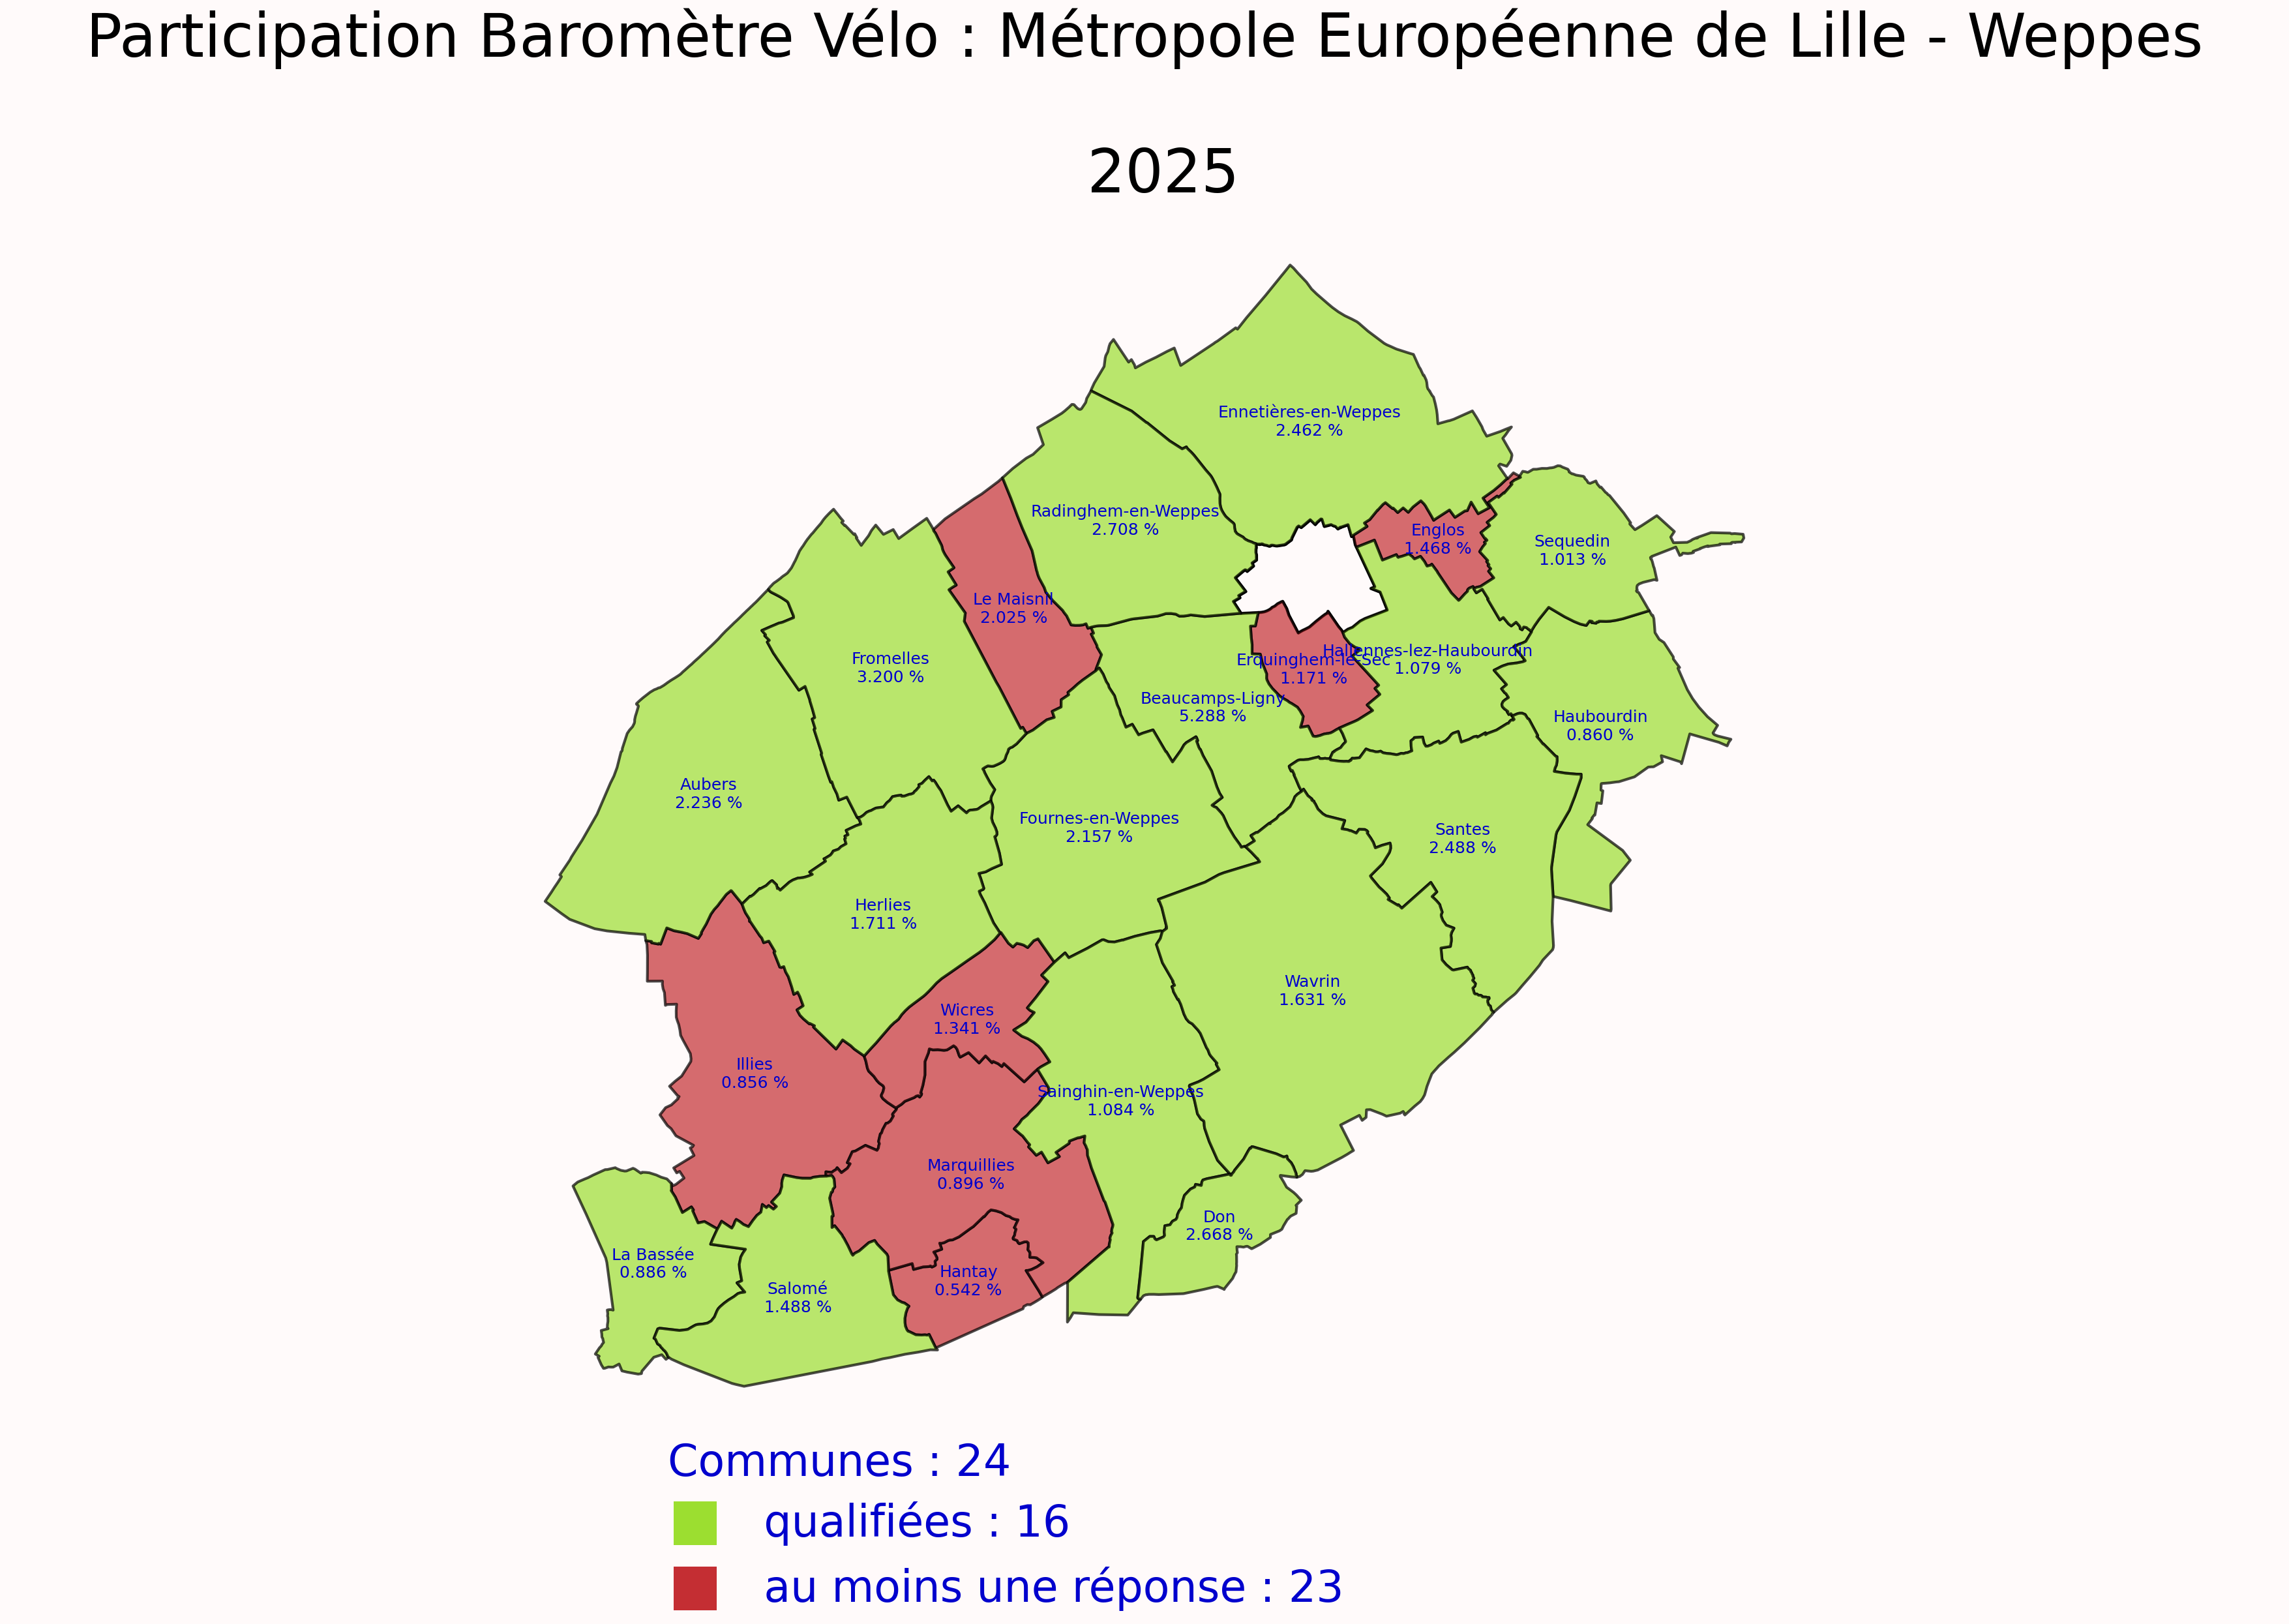 Participation Baromètre Vélo : Métropole Européenne de Lille - Weppes
2025
Ennetières-en-Weppes
2.462 %
Radinghem-en-Weppes
2.708 %
Englos
1.468 %
Sequedin
1.013 %
Le Maisnil
2.025 %
Fromelles
3.200 %
Erquinghem-le-Sec
1.171 %
Hallennes-lez-Haubourdin
1.079 %
Beaucamps-Ligny
5.288 %
Haubourdin
0.860 %
Aubers
2.236 %
Fournes-en-Weppes
2.157 %
Santes
2.488 %
Herlies
1.711 %
Wavrin
1.631 %
Wicres
1.341 %
Illies
0.856 %
Sainghin-en-Weppes
1.084 %
Marquillies
0.896 %
Don
2.668 %
La Bassée
0.886 %
Hantay
0.542 %
Salomé
1.488 %
Communes : 24
qualifiées : 16
au moins une réponse : 23